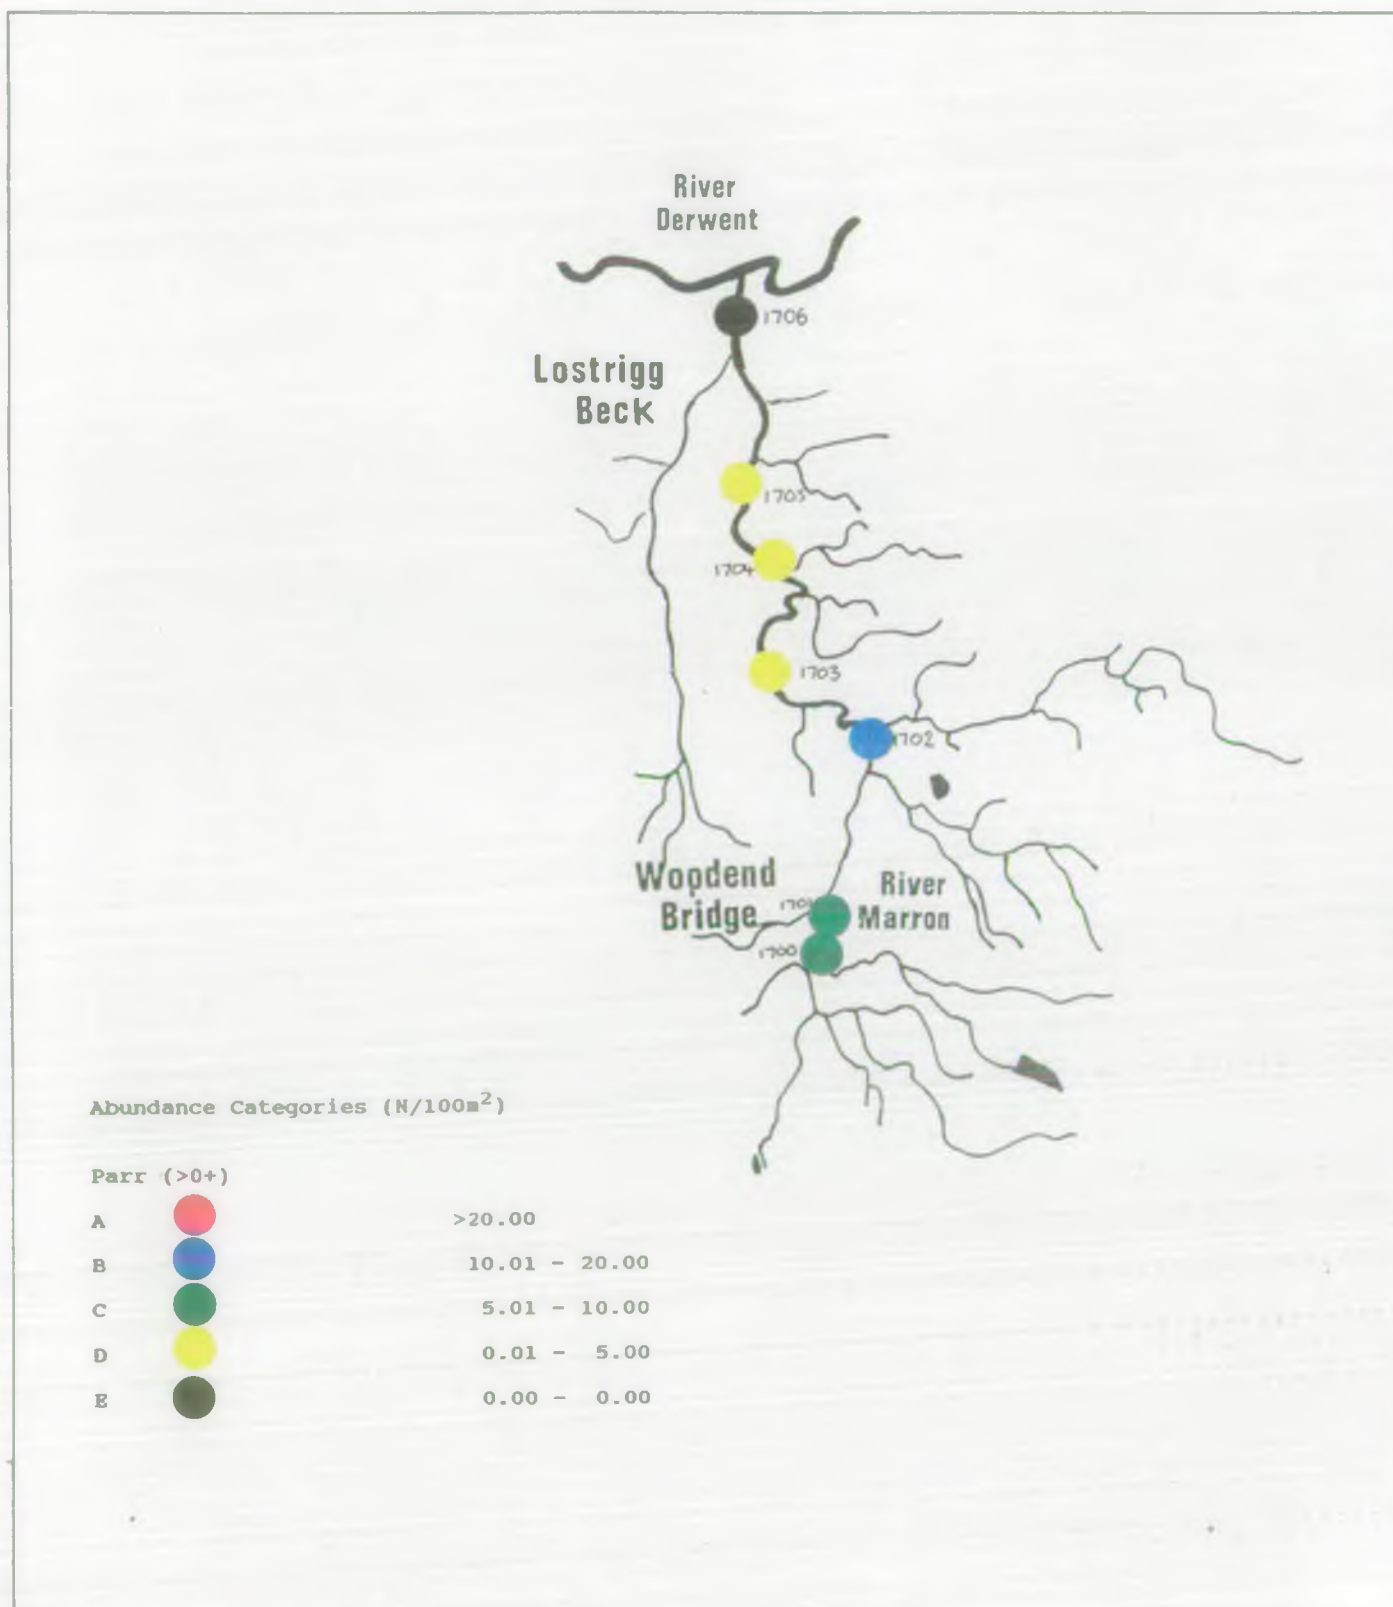 River
Derwent
1706
Lostrigg
Beck
1705
1704
1703
1702
Woodend
Bridge
River
Marron
1701
1700
Abundance Categories (N/100m²)
Parr (>0+)
A >20.00
B 10.01 - 20.00
C 5.01 - 10.00
D 0.01 - 5.00
E 0.00 - 0.00